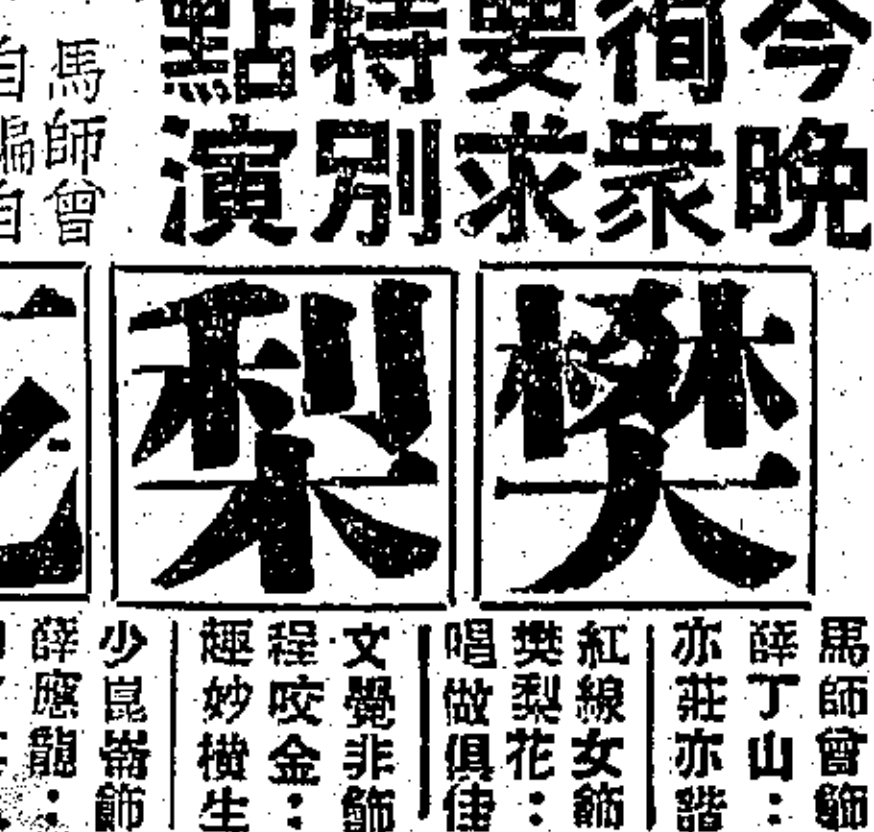 今晚
徇衆
要求
特別
點演
馬師曾
自編自
樊梨
馬師曾飾
薛丁山：
亦莊亦諧
紅線女飾
樊梨花：
唱做俱佳
文覺非飾
程咬金：
趣妙橫生
少崑崙飾
薛應龍：